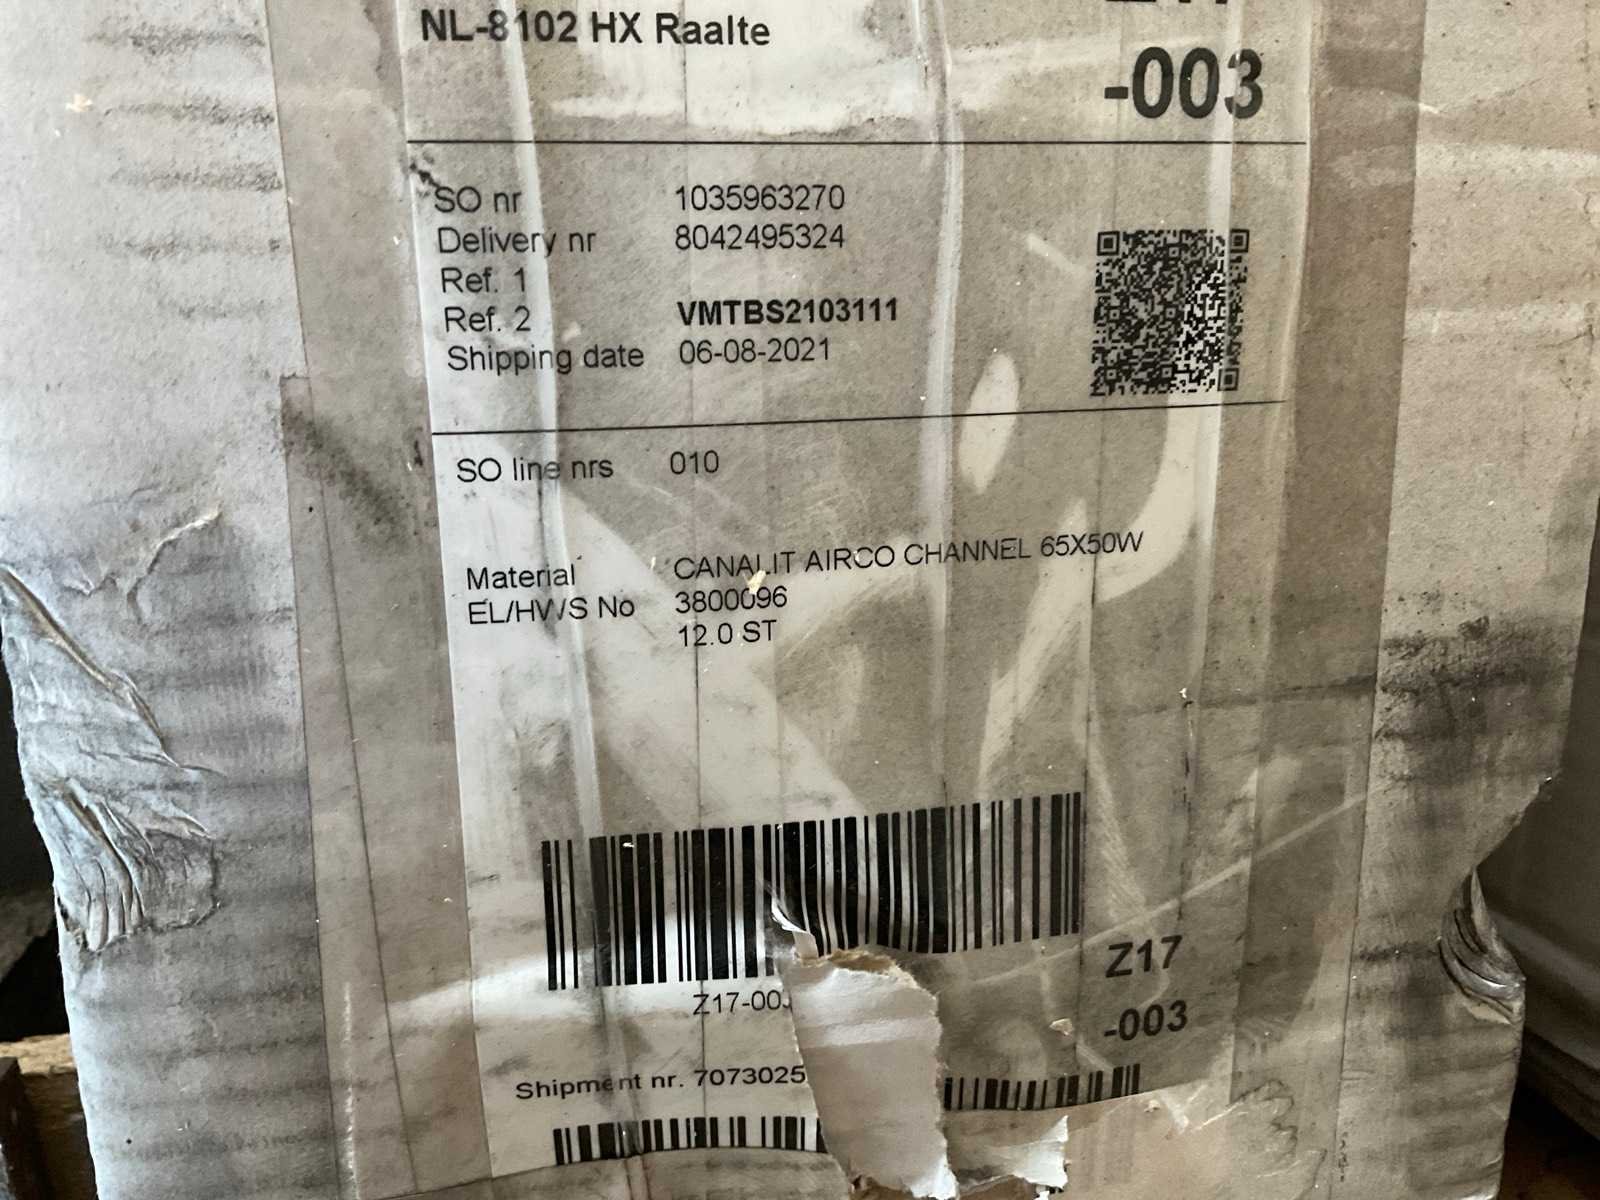 NL-8102 HX Raalte
-003
SO nr 1035963270
Delivery nr 8042495324
Ref. 1
Ref. 2 VMTBS2103111
Shipping date 06-08-2021
SO line nrs 010
Material CANALIT AIRCO CHANNEL 65X50W
EL/HWS No 3800096
12.0 ST
Z17
-003
Z17-00
Shipment nr. 7073025